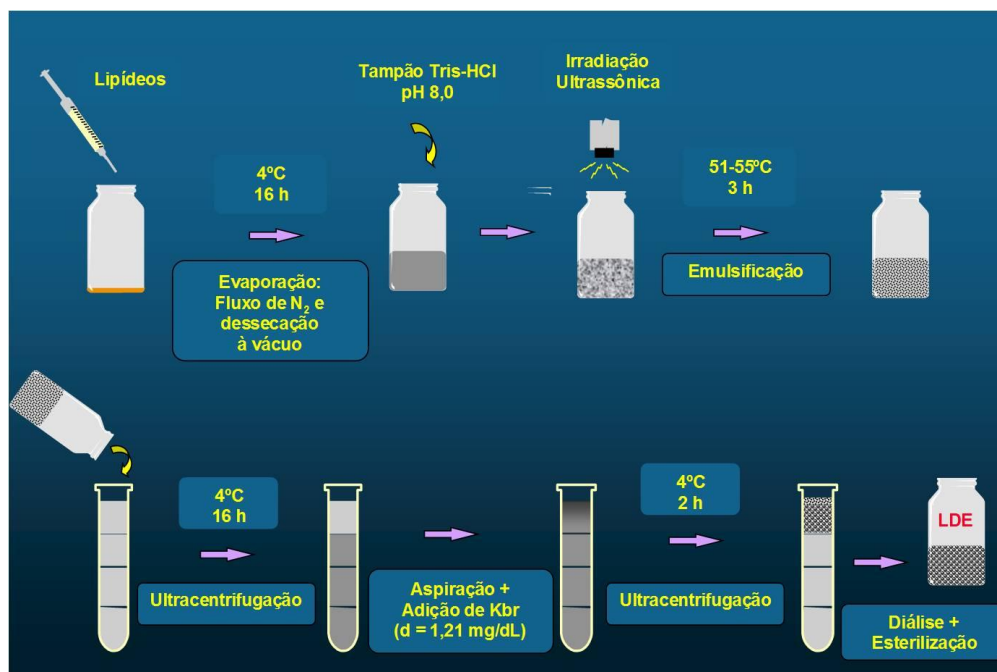 Lipídeos
Tampão Tris-HCl
pH 8,0
Irradiação
Ultrassônica
4ºC
16 h
51-55ºC
3 h
Evaporação:
Fluxo de N₂ e
dessecação
à vácuo
Emulsificação
4ºC
16 h
4ºC
2 h
LDE
Ultracentrifugação
Aspiração +
Adição de Kbr
(d = 1,21 mg/dL)
Ultracentrifugação
Diálise +
Esterilização